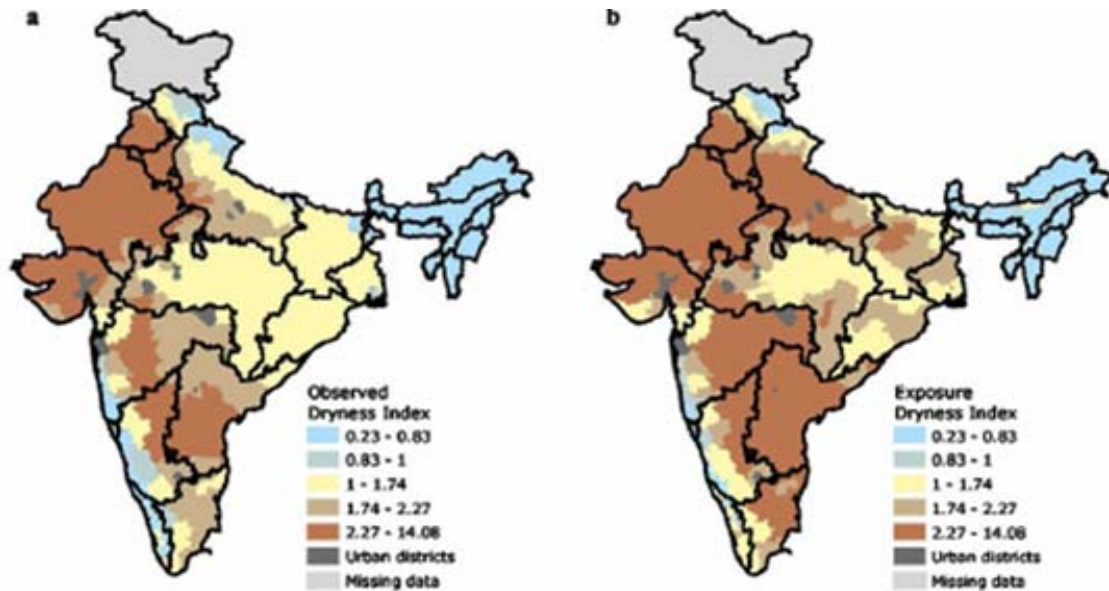 a
b
Observed
Dryness Index
0.23 - 0.83
0.83 - 1
1 - 1.74
1.74 - 2.27
2.27 - 14.08
Urban districts
Missing data
Exposure
Dryness Index
0.23 - 0.83
0.83 - 1
1 - 1.74
1.74 - 2.27
2.27 - 14.08
Urban districts
Missing data